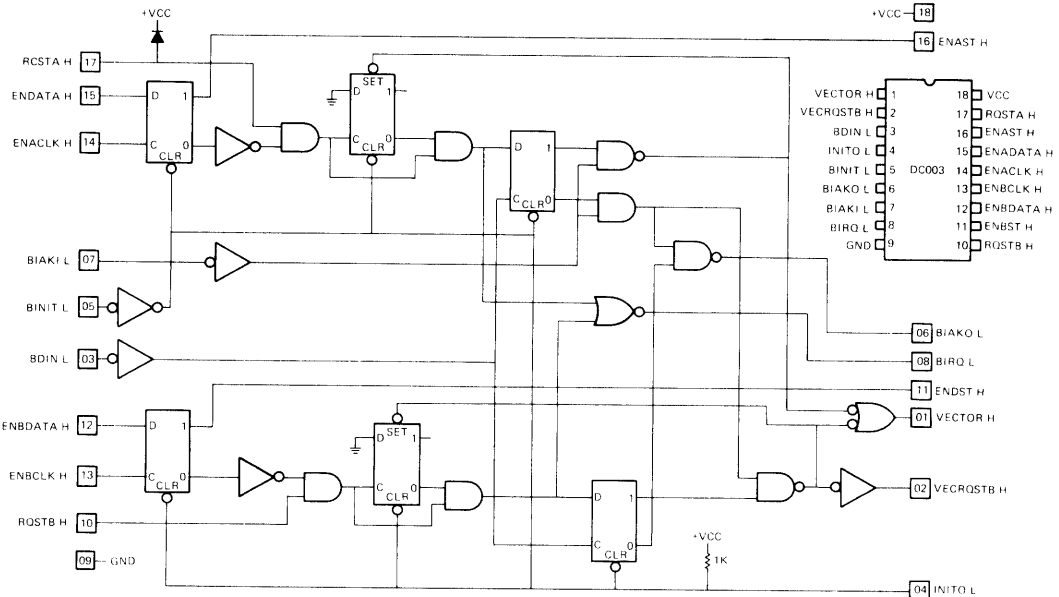 +VCC
+VCC 18
16 ENAST H
RCSTA H 17
SET
D 1
ENDATA H 15
D 1
VECTOR H 1 18 VCC
VECRQSTB H 2 17 RQSTA H
BDIN L 3 16 ENAST H
INITO L 4 15 ENADATA H
BINIT L 5 DC003 14 ENACLK H
BIAKO L 6 13 ENBCLK H
BIAKI L 7 12 ENBDATA H
BIRQ L 8 11 ENBST H
GND 9 10 RQSTB H
ENACLK H 14
C 0
CLR
C 0
CLR
D 1
C 0
CLR
BIAKI L 07
BINIT L 05
BDIN L 03
06 BIAKO L
08 BIRQ L
11 ENDST H
01 VECTOR H
ENBDATA H 12
D 1
SET
D 1
ENBCLK H 13
C 0
CLR
C 0
CLR
02 VECRQSTB H
D 1
C 0
CLR
RQSTB H 10
+VCC
1K
09 GND
04 INITO L